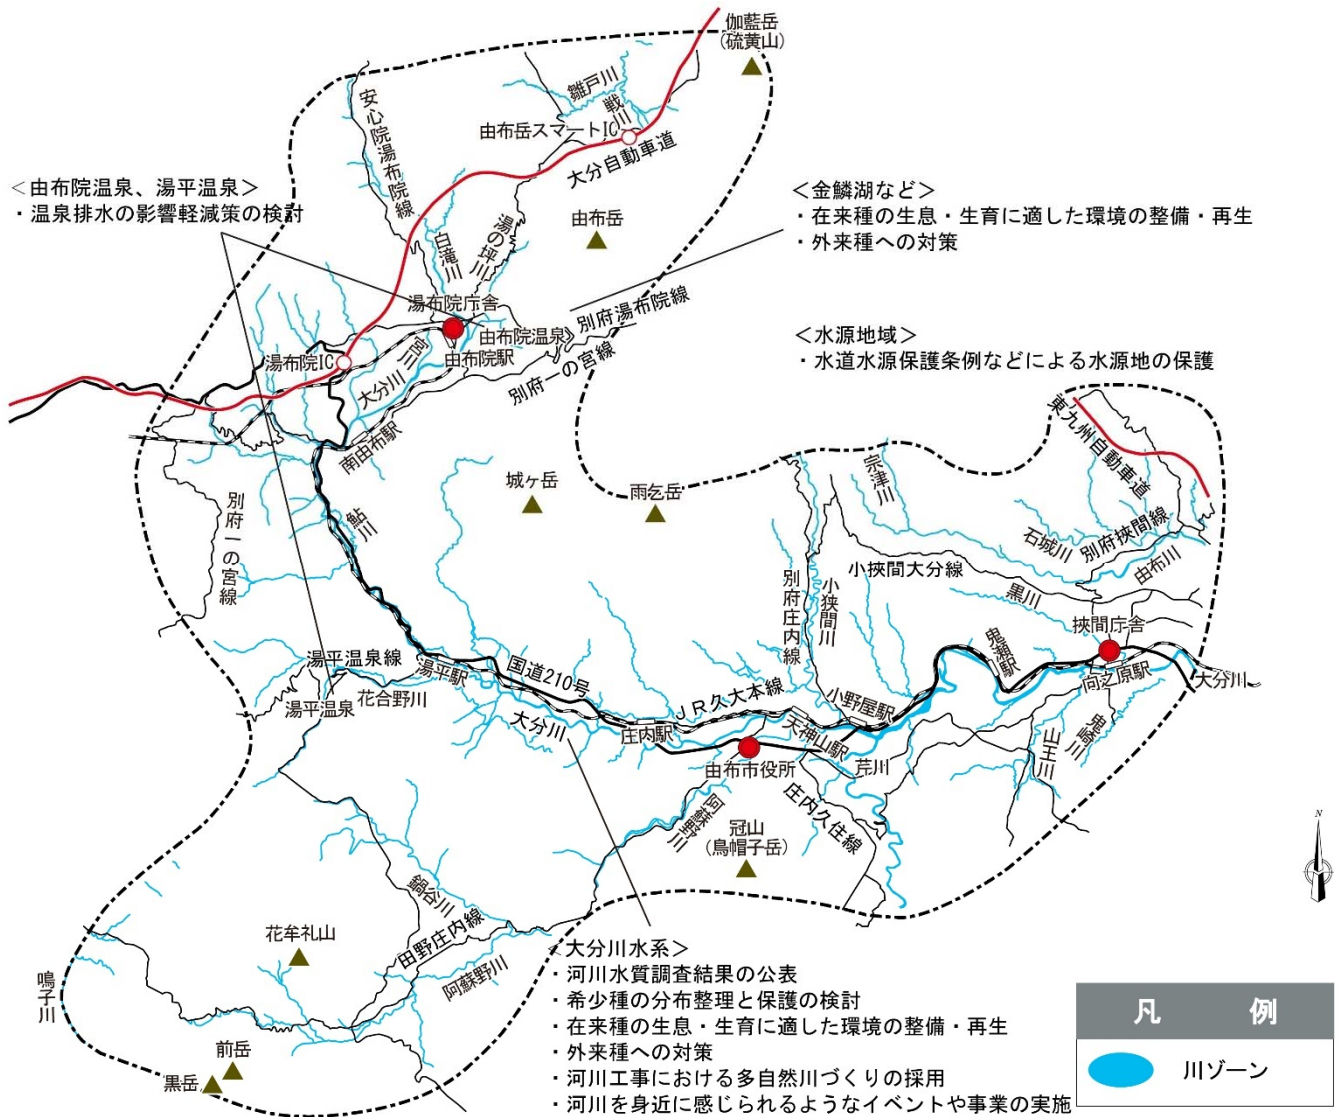 伽藍岳
（硫黄山）
雛戸川
戦川
安心院湯布院線
由布岳スマートIC
大分自動車道
＜由布院温泉、湯平温泉＞
・温泉排水の影響軽減策の検討
＜金鱗湖など＞
・在来種の生息・生育に適した環境の整備・再生
・外来種への対策
由布岳
湯の坪川
白滝川
湯布院庁舎
別府湯布院線
由布院温泉
由布院駅
宮川
湯布院IC
大分川
別府一の宮線
＜水源地域＞
・水道水源保護条例などによる水源地の保護
南由布駅
東九州自動車道
宗津川
城ヶ岳
雨乞岳
鮎川
別府一の宮線
石城川
別府挾間線
由布川
小挾間大分線
黒川
別府庄内線
小狭間川
挾間庁舎
鬼瀬駅
向之原駅
大分川
湯平温泉線
湯平駅
国道210号
花合野川
湯平温泉
ＪＲ久大本線
小野屋駅
大分川
庄内駅
天神山駅
鬼崎川
山王川
由布市役所
芹川
阿蘇野川
庄内久住線
冠山
（烏帽子岳）
鍋谷川
田野庄内線
花牟礼山
阿蘇野川
鳴子川
前岳
黒岳
＜大分川水系＞
・河川水質調査結果の公表
・希少種の分布整理と保護の検討
・在来種の生息・生育に適した環境の整備・再生
・外来種への対策
・河川工事における多自然川づくりの採用
・河川を身近に感じられるようなイベントや事業の実施
N
凡 例
川ゾーン